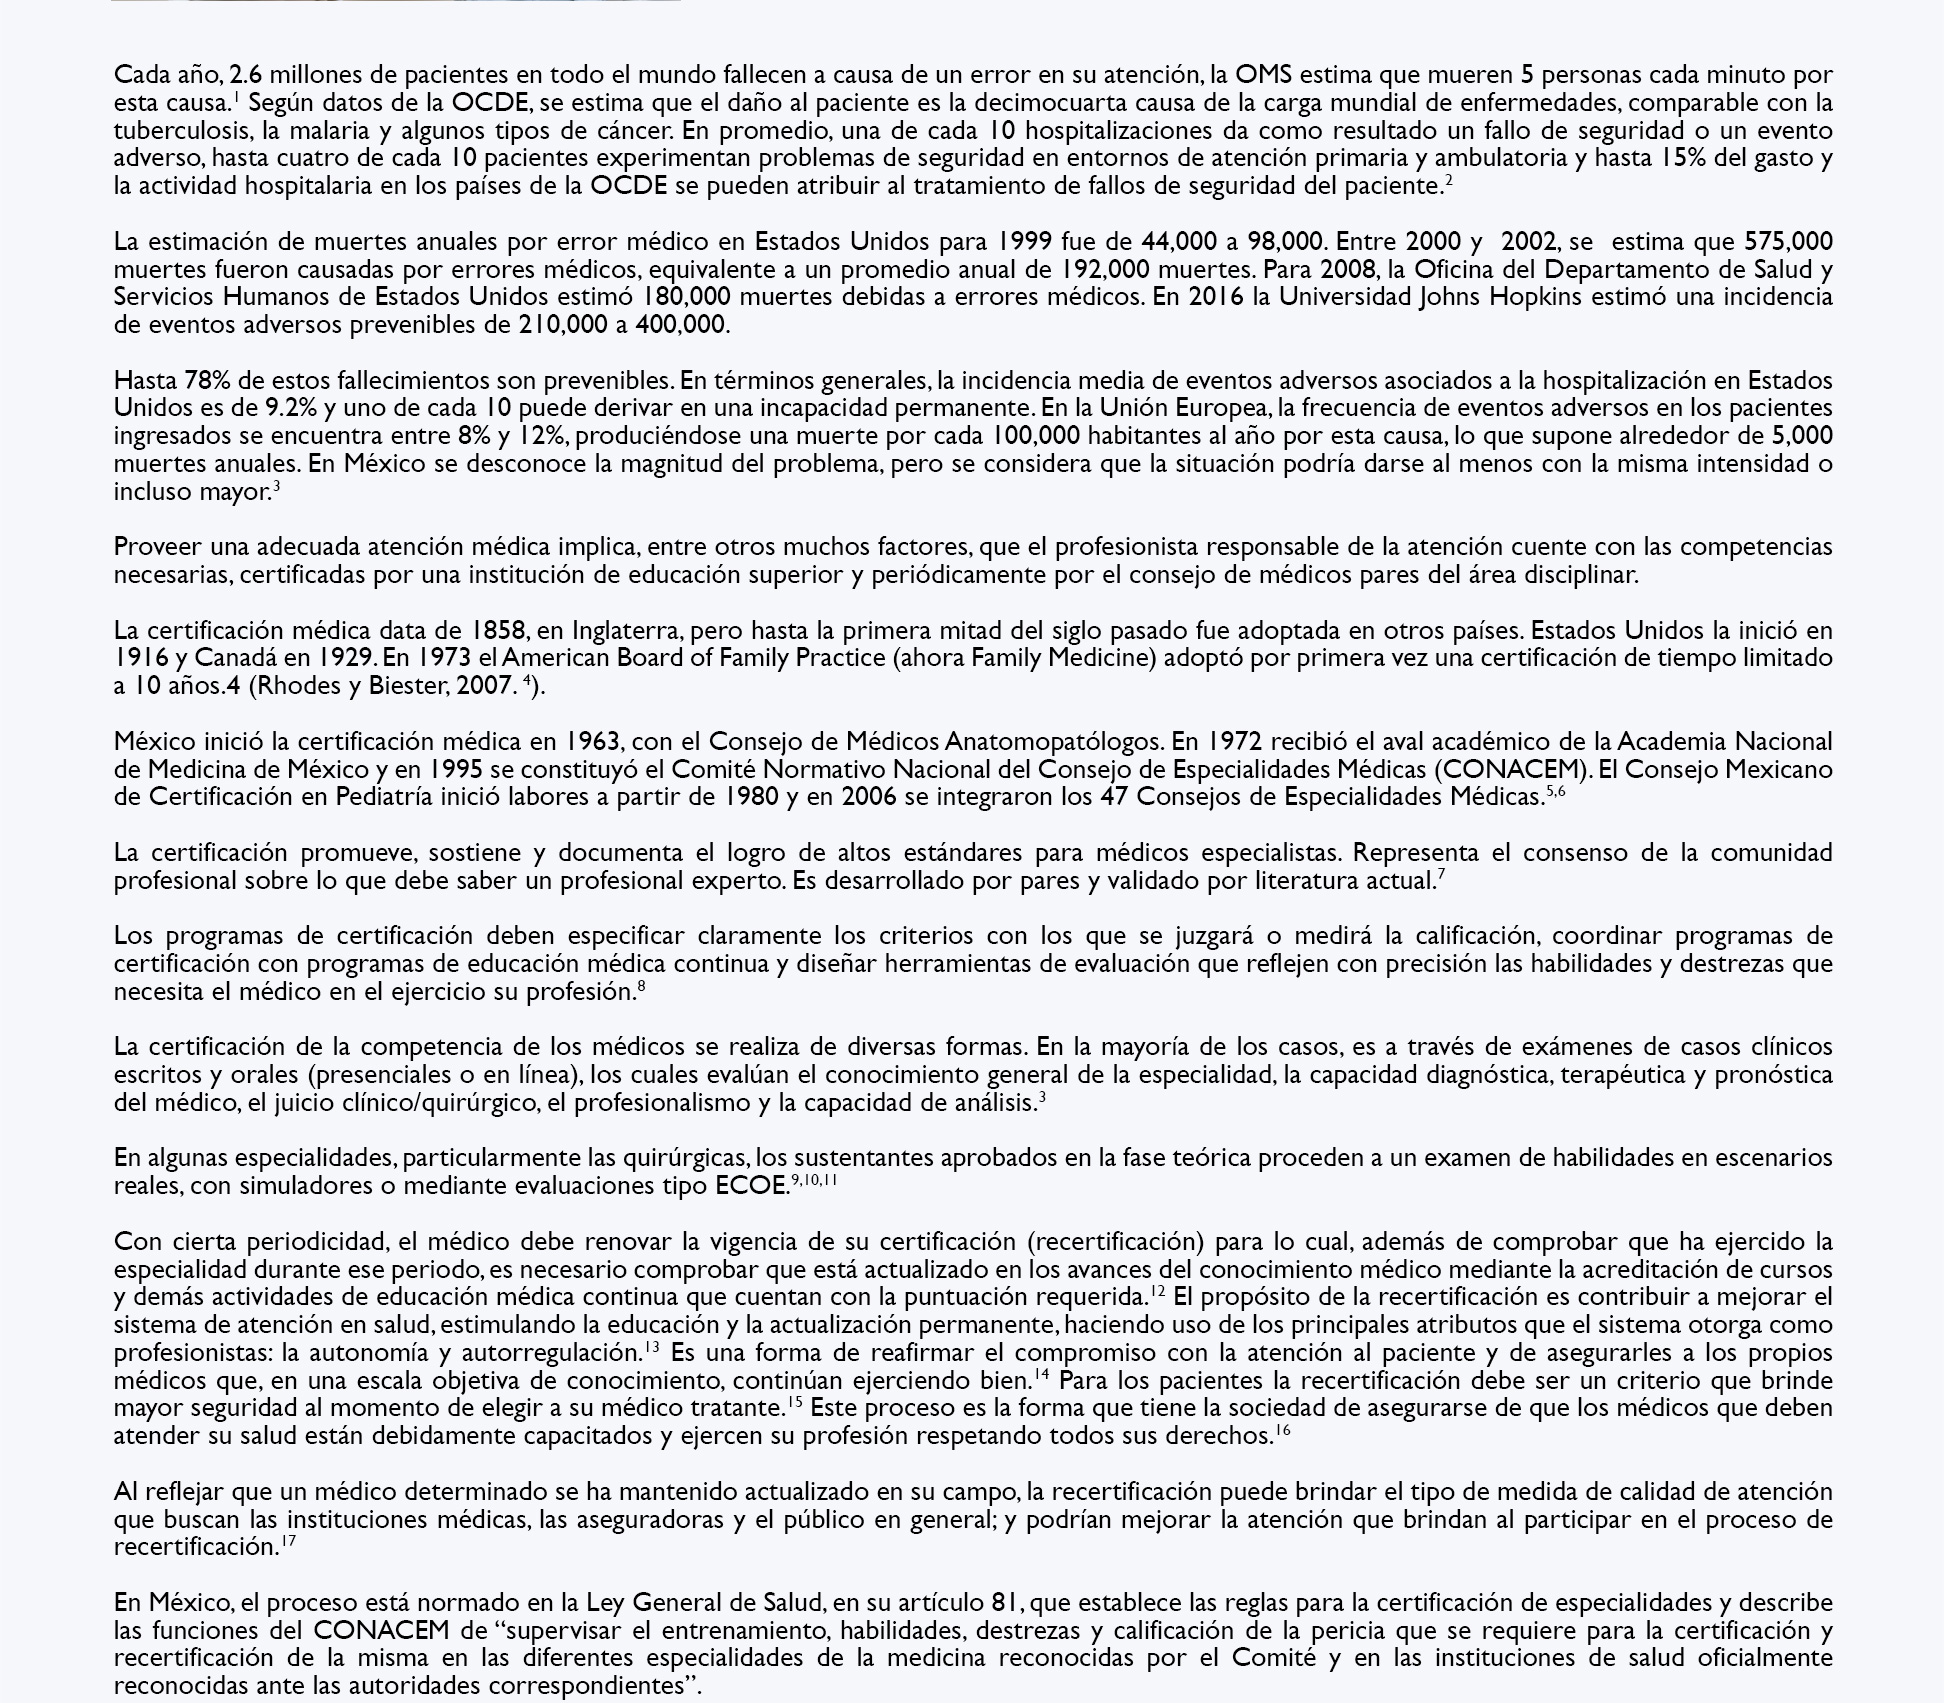 Cada año, 2.6 millones de pacientes en todo el mundo fallecen a causa de un error en su atención, la OMS estima que mueren 5 personas cada minuto por
esta causa.1 Según datos de la OCDE, se estima que el daño al paciente es la decimocuarta causa de la carga mundial de enfermedades, comparable con la
tuberculosis, la malaria y algunos tipos de cáncer. En promedio, una de cada 10 hospitalizaciones da como resultado un fallo de seguridad o un evento
adverso, hasta cuatro de cada 10 pacientes experimentan problemas de seguridad en entornos de atención primaria y ambulatoria y hasta 15% del gasto y
la actividad hospitalaria en los países de la OCDE se pueden atribuir al tratamiento de fallos de seguridad del paciente.2
La estimación de muertes anuales por error médico en Estados Unidos para 1999 fue de 44,000 a 98,000. Entre 2000 y 2002, se estima que 575,000
muertes fueron causadas por errores médicos, equivalente a un promedio anual de 192,000 muertes. Para 2008, la Oficina del Departamento de Salud y
Servicios Humanos de Estados Unidos estimó 180,000 muertes debidas a errores médicos. En 2016 la Universidad Johns Hopkins estimó una incidencia
de eventos adversos prevenibles de 210,000 a 400,000.
Hasta 78% de estos fallecimientos son prevenibles. En términos generales, la incidencia media de eventos adversos asociados a la hospitalización en Estados
Unidos es de 9.2% y uno de cada 10 puede derivar en una incapacidad permanente. En la Unión Europea, la frecuencia de eventos adversos en los pacientes
ingresados se encuentra entre 8% y 12%, produciéndose una muerte por cada 100,000 habitantes al año por esta causa, lo que supone alrededor de 5,000
muertes anuales. En México se desconoce la magnitud del problema, pero se considera que la situación podría darse al menos con la misma intensidad o
incluso mayor.3
Proveer una adecuada atención médica implica, entre otros muchos factores, que el profesionista responsable de la atención cuente con las competencias
necesarias, certificadas por una institución de educación superior y periódicamente por el consejo de médicos pares del área disciplinar.
La certificación médica data de 1858, en Inglaterra, pero hasta la primera mitad del siglo pasado fue adoptada en otros países. Estados Unidos la inició en
1916 y Canadá en 1929. En 1973 el American Board of Family Practice (ahora Family Medicine) adoptó por primera vez una certificación de tiempo limitado
a 10 años.4 (Rhodes y Biester, 2007. 4).
México inició la certificación médica en 1963, con el Consejo de Médicos Anatomopatólogos. En 1972 recibió el aval académico de la Academia Nacional
de Medicina de México y en 1995 se constituyó el Comité Normativo Nacional del Consejo de Especialidades Médicas (CONACEM). El Consejo Mexicano
de Certificación en Pediatría inició labores a partir de 1980 y en 2006 se integraron los 47 Consejos de Especialidades Médicas.5,6
La certificación promueve, sostiene y documenta el logro de altos estándares para médicos especialistas. Representa el consenso de la comunidad
profesional sobre lo que debe saber un profesional experto. Es desarrollado por pares y validado por literatura actual.7
Los programas de certificación deben especificar claramente los criterios con los que se juzgará o medirá la calificación, coordinar programas de
certificación con programas de educación médica continua y diseñar herramientas de evaluación que reflejen con precisión las habilidades y destrezas que
necesita el médico en el ejercicio su profesión.8
La certificación de la competencia de los médicos se realiza de diversas formas. En la mayoría de los casos, es a través de exámenes de casos clínicos
escritos y orales (presenciales o en línea), los cuales evalúan el conocimiento general de la especialidad, la capacidad diagnóstica, terapéutica y pronóstica
del médico, el juicio clínico/quirúrgico, el profesionalismo y la capacidad de análisis.3
En algunas especialidades, particularmente las quirúrgicas, los sustentantes aprobados en la fase teórica proceden a un examen de habilidades en escenarios
reales, con simuladores o mediante evaluaciones tipo ECOE.9,10,11
Con cierta periodicidad, el médico debe renovar la vigencia de su certificación (recertificación) para lo cual, además de comprobar que ha ejercido la
especialidad durante ese periodo, es necesario comprobar que está actualizado en los avances del conocimiento médico mediante la acreditación de cursos
y demás actividades de educación médica continua que cuentan con la puntuación requerida.12 El propósito de la recertificación es contribuir a mejorar el
sistema de atención en salud, estimulando la educación y la actualización permanente, haciendo uso de los principales atributos que el sistema otorga como
profesionistas: la autonomía y autorregulación.13 Es una forma de reafirmar el compromiso con la atención al paciente y de asegurarles a los propios
médicos que, en una escala objetiva de conocimiento, continúan ejerciendo bien.14 Para los pacientes la recertificación debe ser un criterio que brinde
mayor seguridad al momento de elegir a su médico tratante.15 Este proceso es la forma que tiene la sociedad de asegurarse de que los médicos que deben
atender su salud están debidamente capacitados y ejercen su profesión respetando todos sus derechos.16
Al reflejar que un médico determinado se ha mantenido actualizado en su campo, la recertificación puede brindar el tipo de medida de calidad de atención
que buscan las instituciones médicas, las aseguradoras y el público en general; y podrían mejorar la atención que brindan al participar en el proceso de
recertificación.17
En México, el proceso está normado en la Ley General de Salud, en su artículo 81, que establece las reglas para la certificación de especialidades y describe
las funciones del CONACEM de “supervisar el entrenamiento, habilidades, destrezas y calificación de la pericia que se requiere para la certificación y
recertificación de la misma en las diferentes especialidades de la medicina reconocidas por el Comité y en las instituciones de salud oficialmente
reconocidas ante las autoridades correspondientes”.